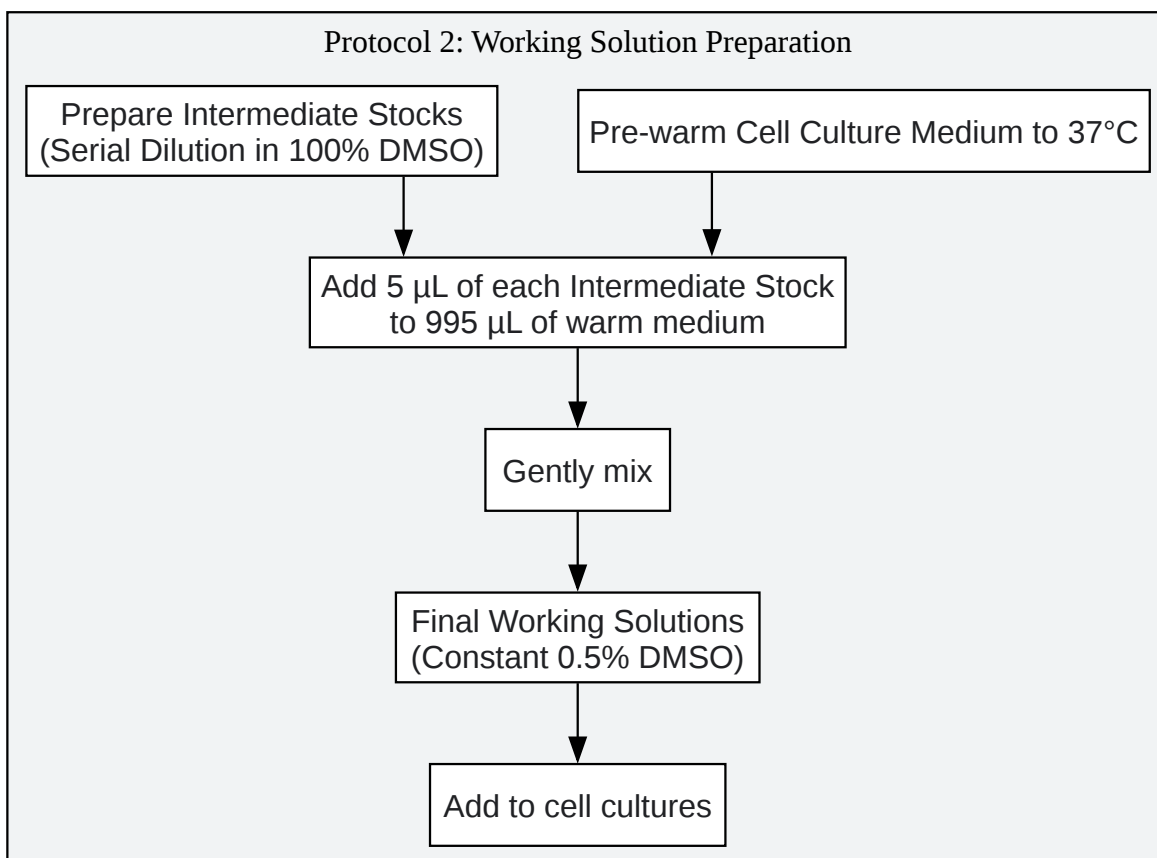 Protocol 2: Working Solution Preparation
Prepare Intermediate Stocks
(Serial Dilution in 100% DMSO)
Pre-warm Cell Culture Medium to 37°C
Add 5 µL of each Intermediate Stock
to 995 µL of warm medium
Gently mix
Final Working Solutions
(Constant 0.5% DMSO)
Add to cell cultures